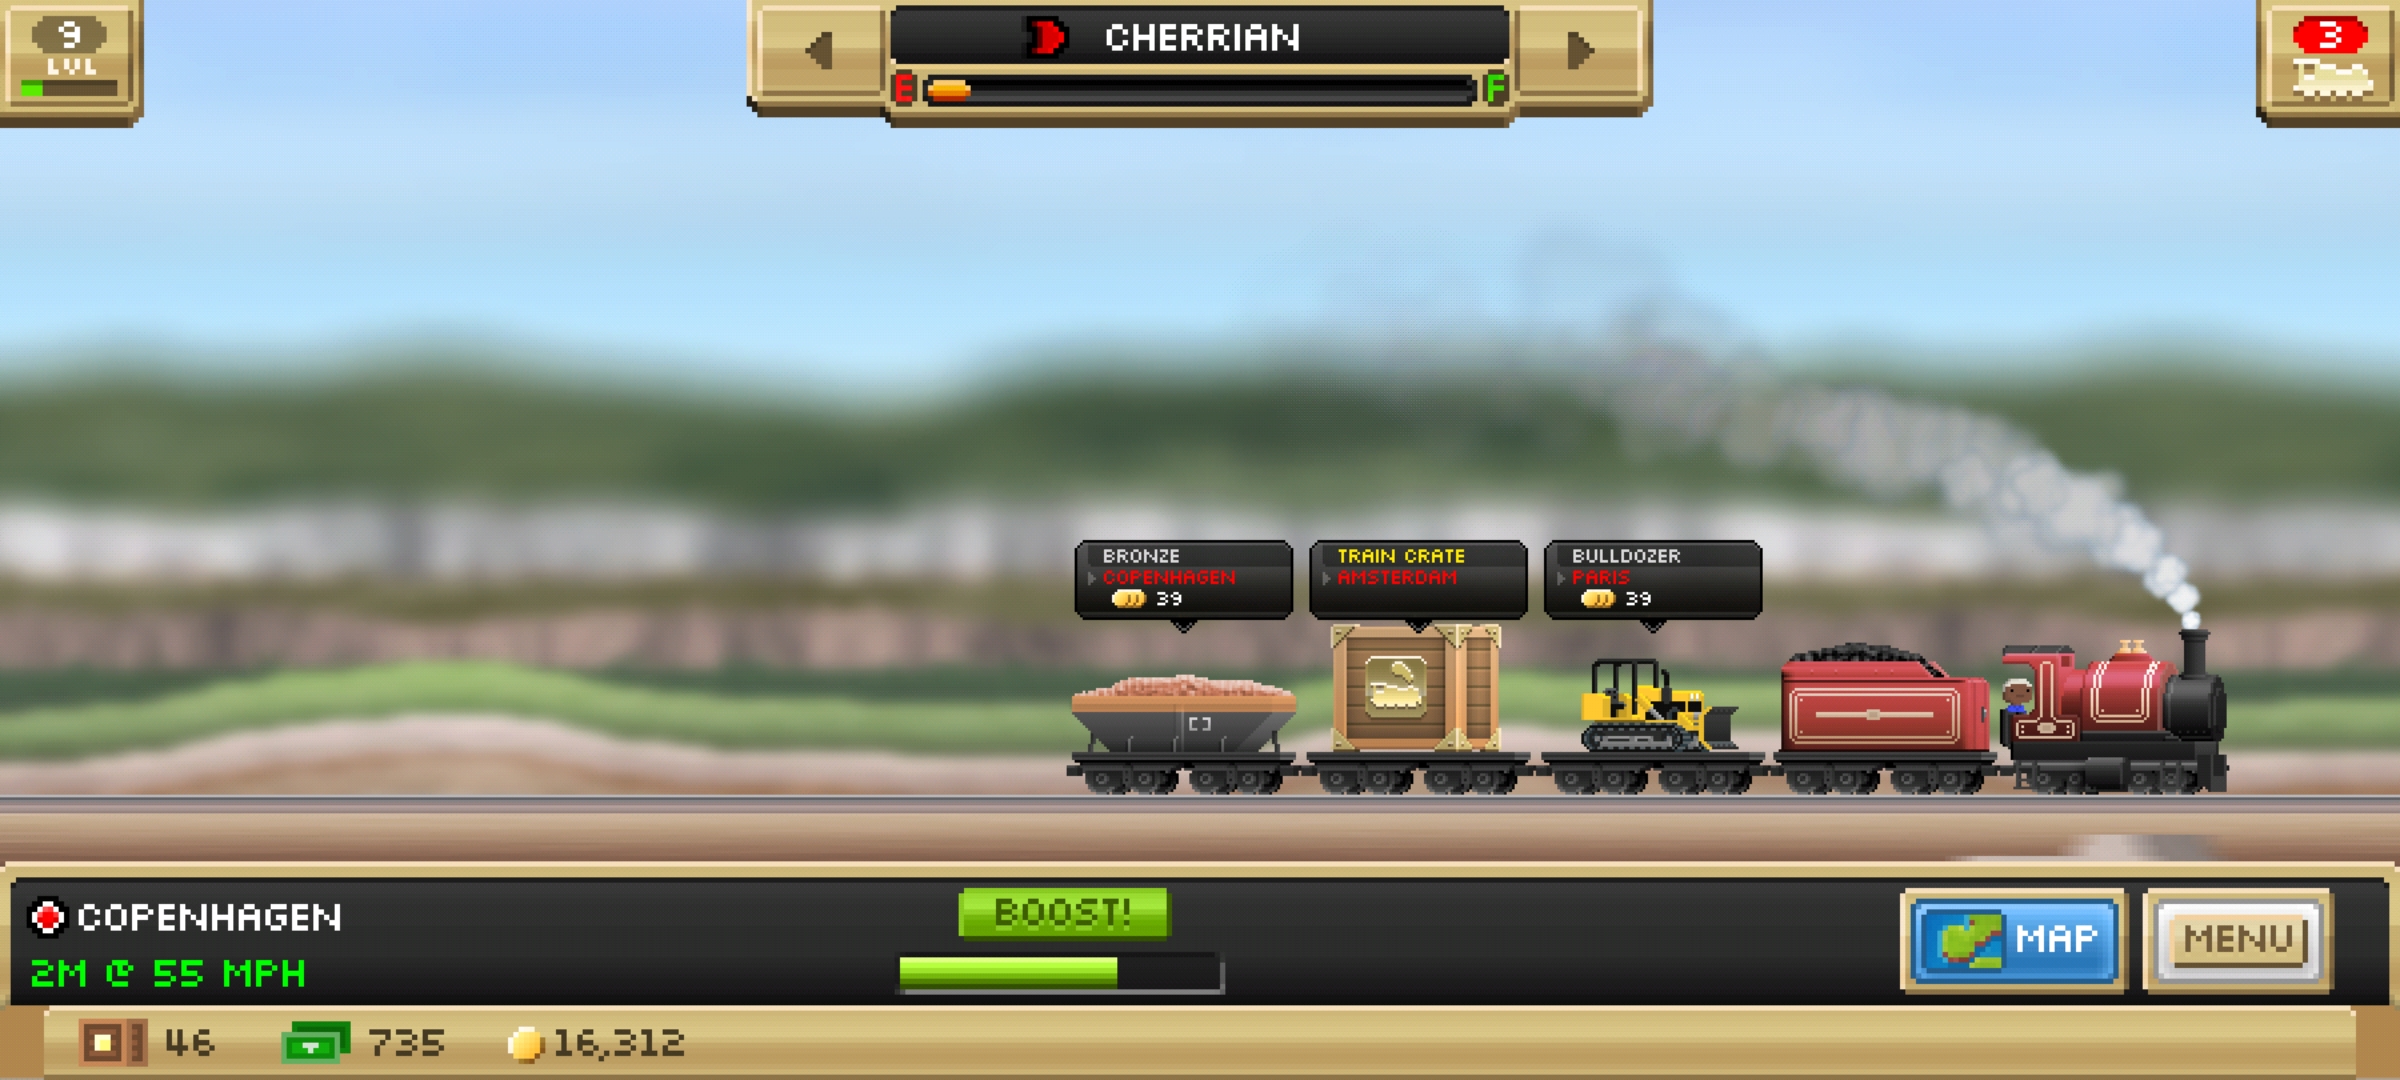 9
LVL
CHERRIAN
E F
3
BRONZE
COPENHAGEN
39
TRAIN CRATE
AMSTERDAM
BULLDOZER
PARIS
39
COPENHAGEN
2M @ 55 MPH
BOOST!
MAP
MENU
46
735
16,312